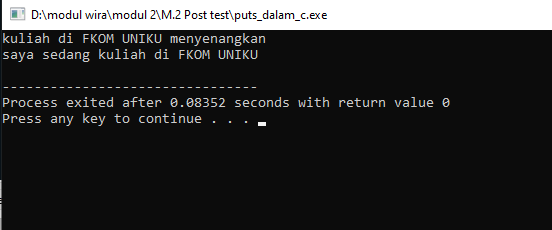 D:\modul wira\modul 2\M.2 Post test\puts_dalam_c.exe
kuliah di FKOM UNIKU menyenangkan
saya sedang kuliah di FKOM UNIKU
--------------------------------
Process exited after 0.08352 seconds with return value 0
Press any key to continue . . .